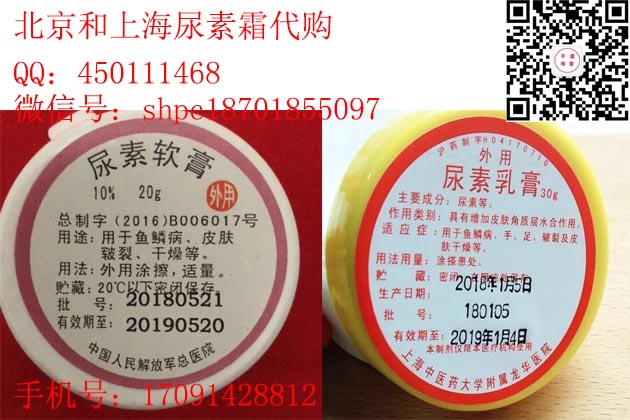 北京和上海尿素霜代购
QQ：450111468
微信号：shpc18701855097
尿素软膏
10% 20g
外用
总制字(2016)B006017号
用途：用于鱼鳞病、皮肤
皲裂、干燥等。
用法：外用涂擦，适量。
贮藏：20℃以下密闭保存
批 号：20180521
有效期至：20190520
中国人民解放军总医院
沪药制字H04170710
外用
尿素乳膏30g
主要成分：尿素等。
作用类别：具有增加皮肤角质层水合作用。
适应症：用于鱼鳞病、手、足、皲裂及皮
肤干燥等。
用法用量：涂搽患处。
贮 藏：密闭，
生产日期：2018年1月5日
批 号：180105
有效期至：2019年1月4日
本制剂仅限本医疗机构使用
上海中医药大学附属龙华医院
手机号：17091428812